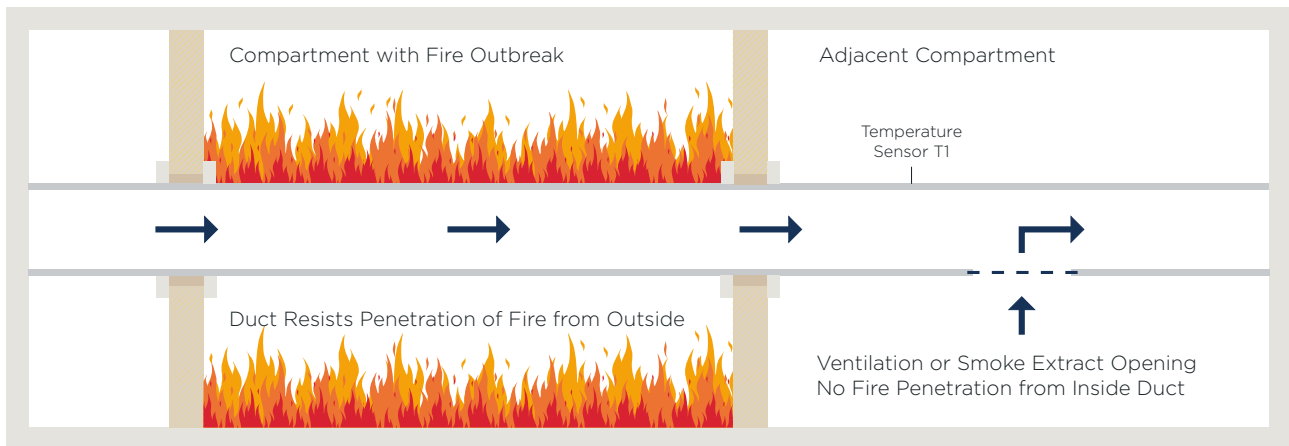 Compartment with Fire Outbreak
Adjacent Compartment
Temperature
Sensor T1
Duct Resists Penetration of Fire from Outside
Ventilation or Smoke Extract Opening
No Fire Penetration from Inside Duct